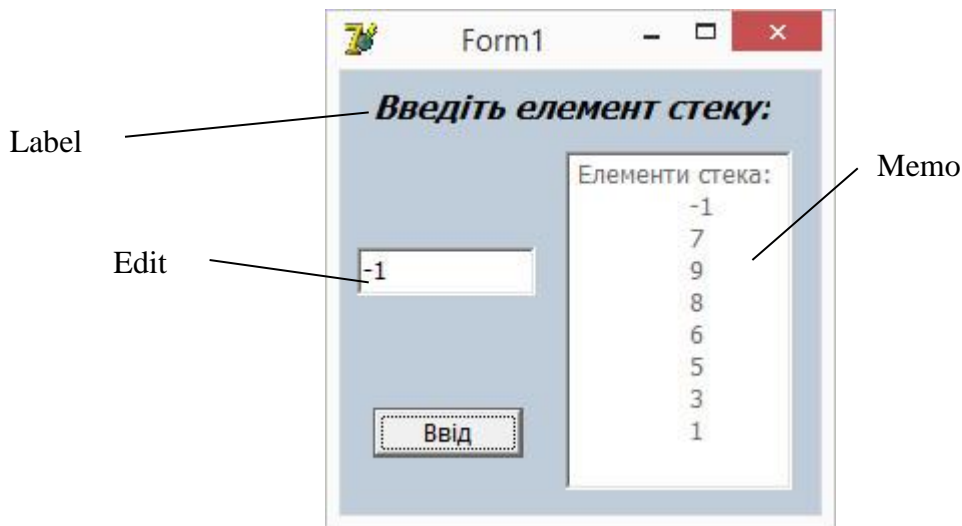 Form1
Введіть елемент стеку:
Label
Елементи стека:
Memo
-1
7
Edit
-1
9
8
6
5
3
Ввід
1